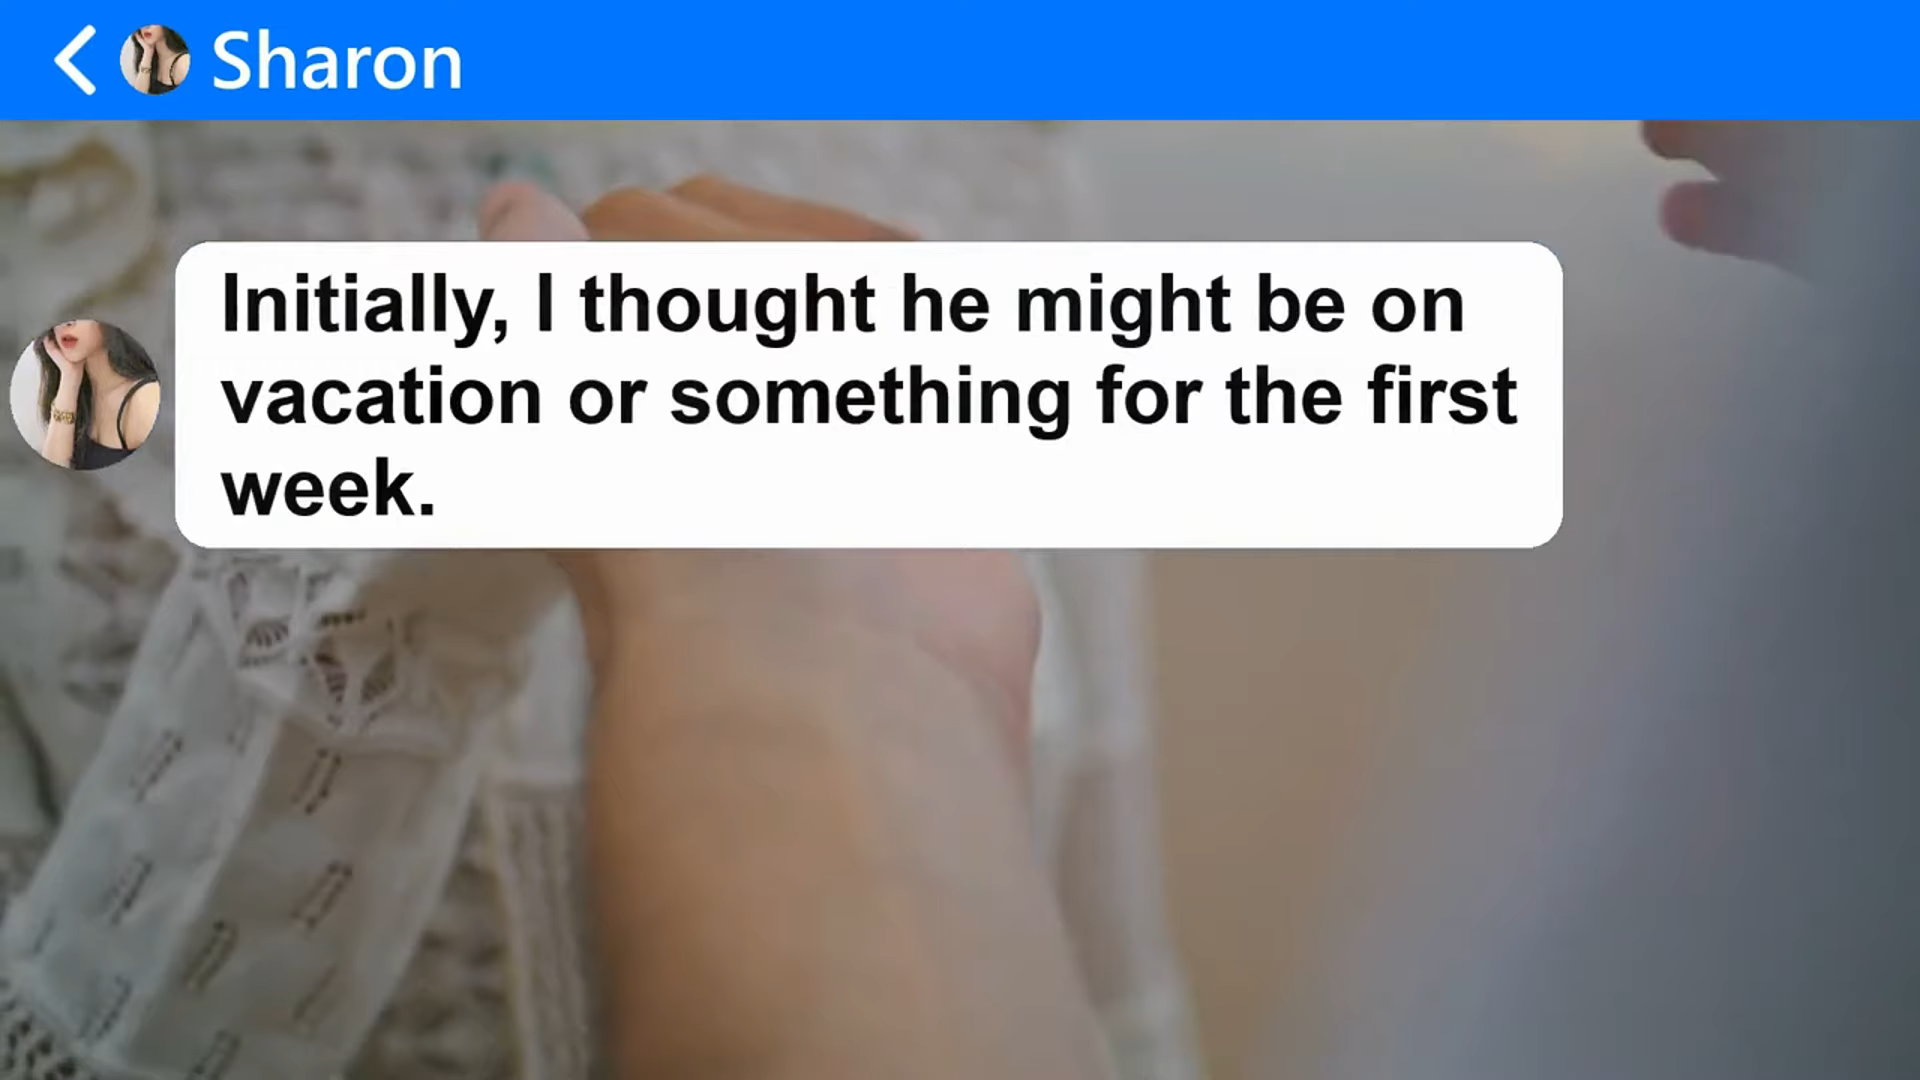 Sharon
Initially, I thought he might be on
vacation or something for the first
week.